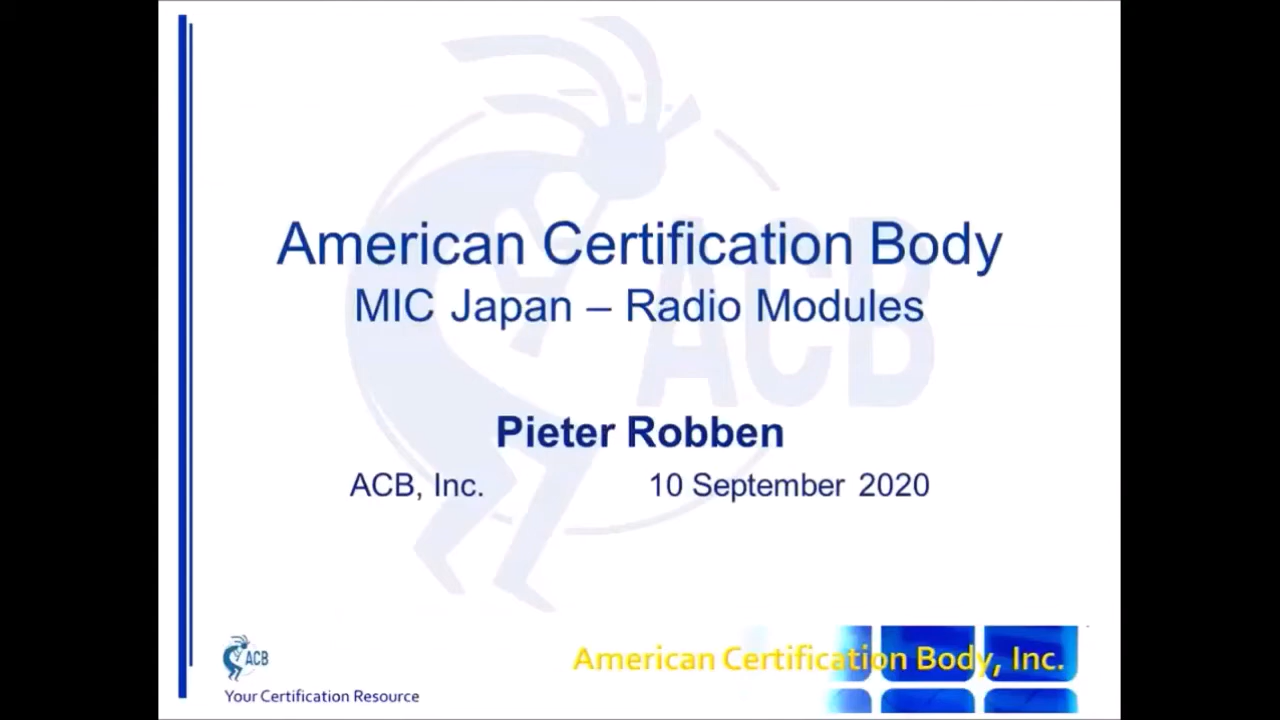 American Certification Body
MIC Japan – Radio Modules
Pieter Robben
ACB, Inc. 10 September 2020
ACB
ACB
Your Certification Resource
American Certification Body, Inc.